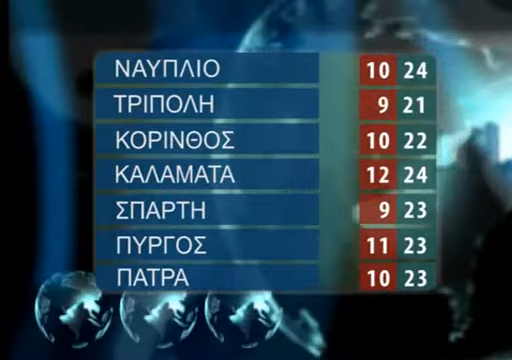 ΝΑΥΠΛΙΟ 10 24
ΤΡΙΠΟΛΗ 9 21
ΚΟΡΙΝΘΟΣ 10 22
ΚΑΛΑΜΑΤΑ 12 24
ΣΠΑΡΤΗ 9 23
ΠΥΡΓΟΣ 11 23
ΠΑΤΡΑ 10 23